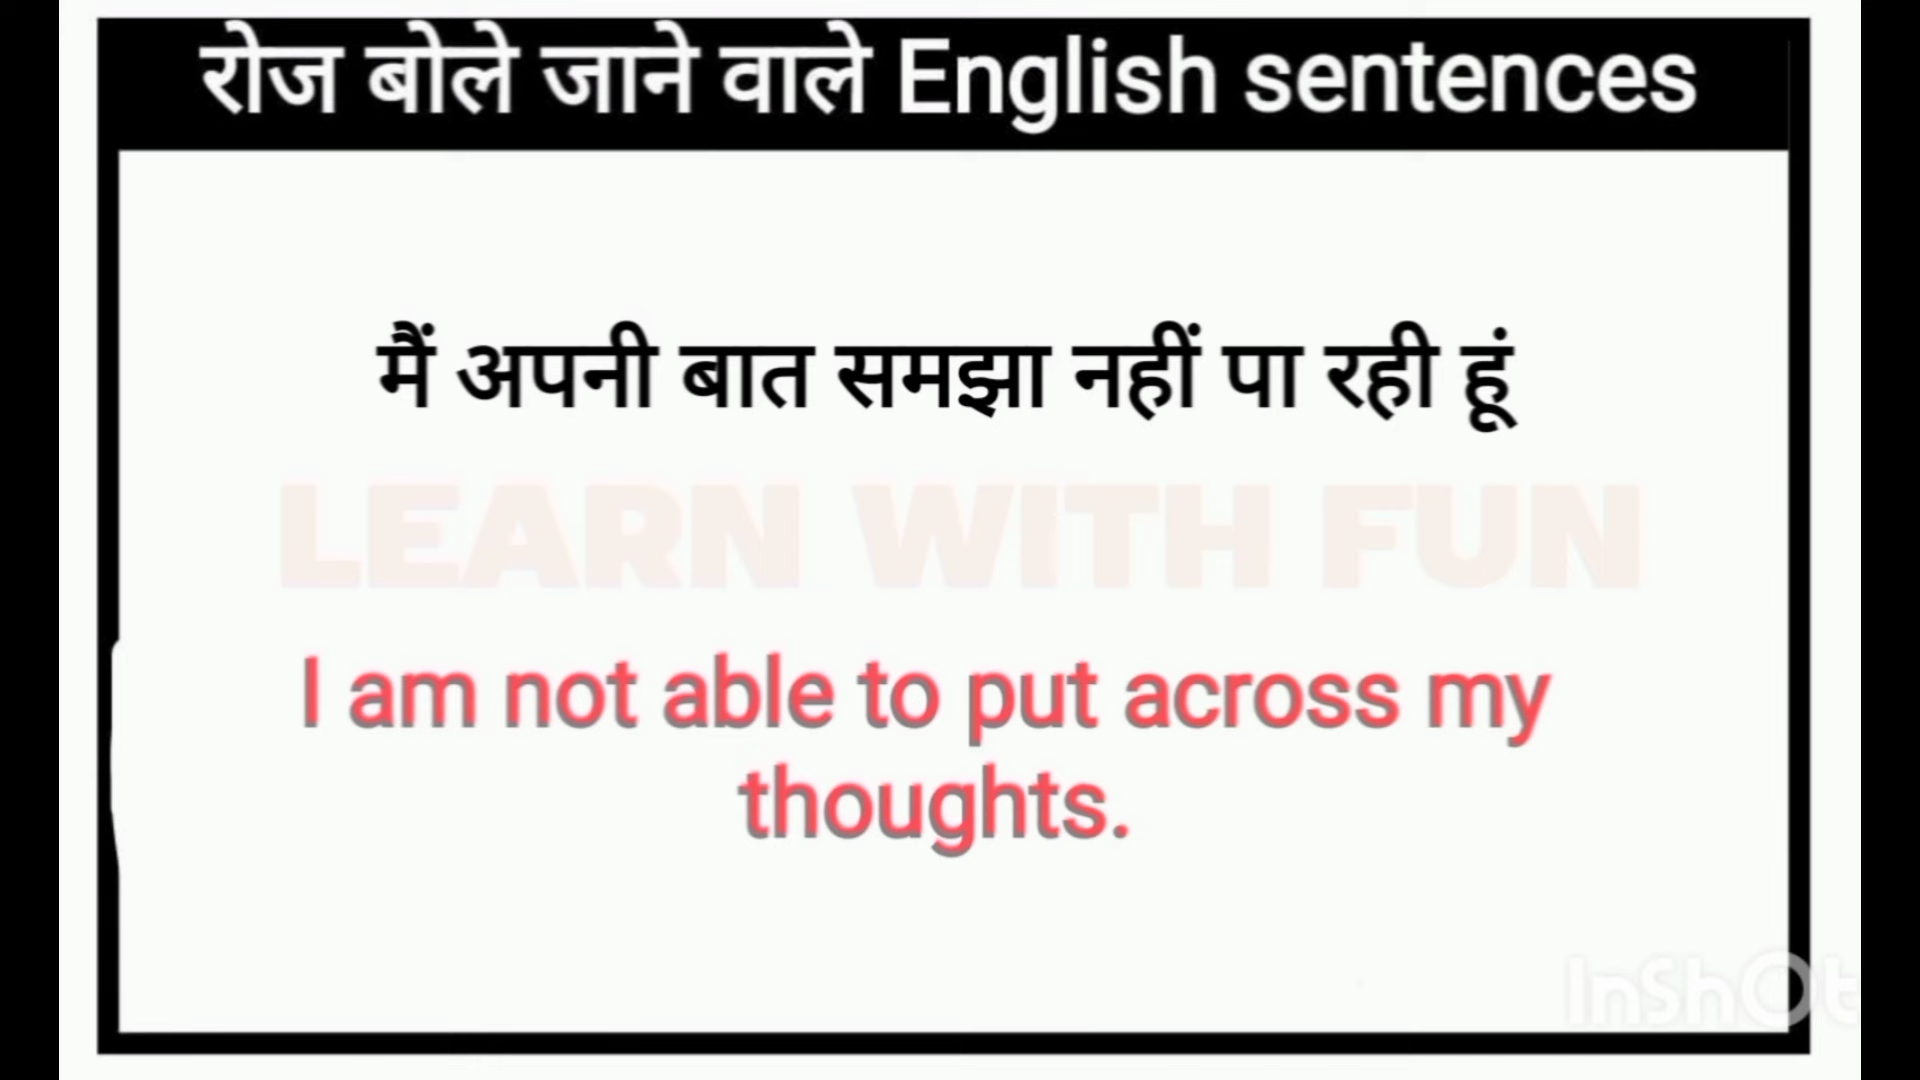 रोज बोले जाने वाले English sentences
मैं अपनी बात समझा नहीं पा रही हूं
LEARN WITH FUN
I am not able to put across my
thoughts.
InShOt